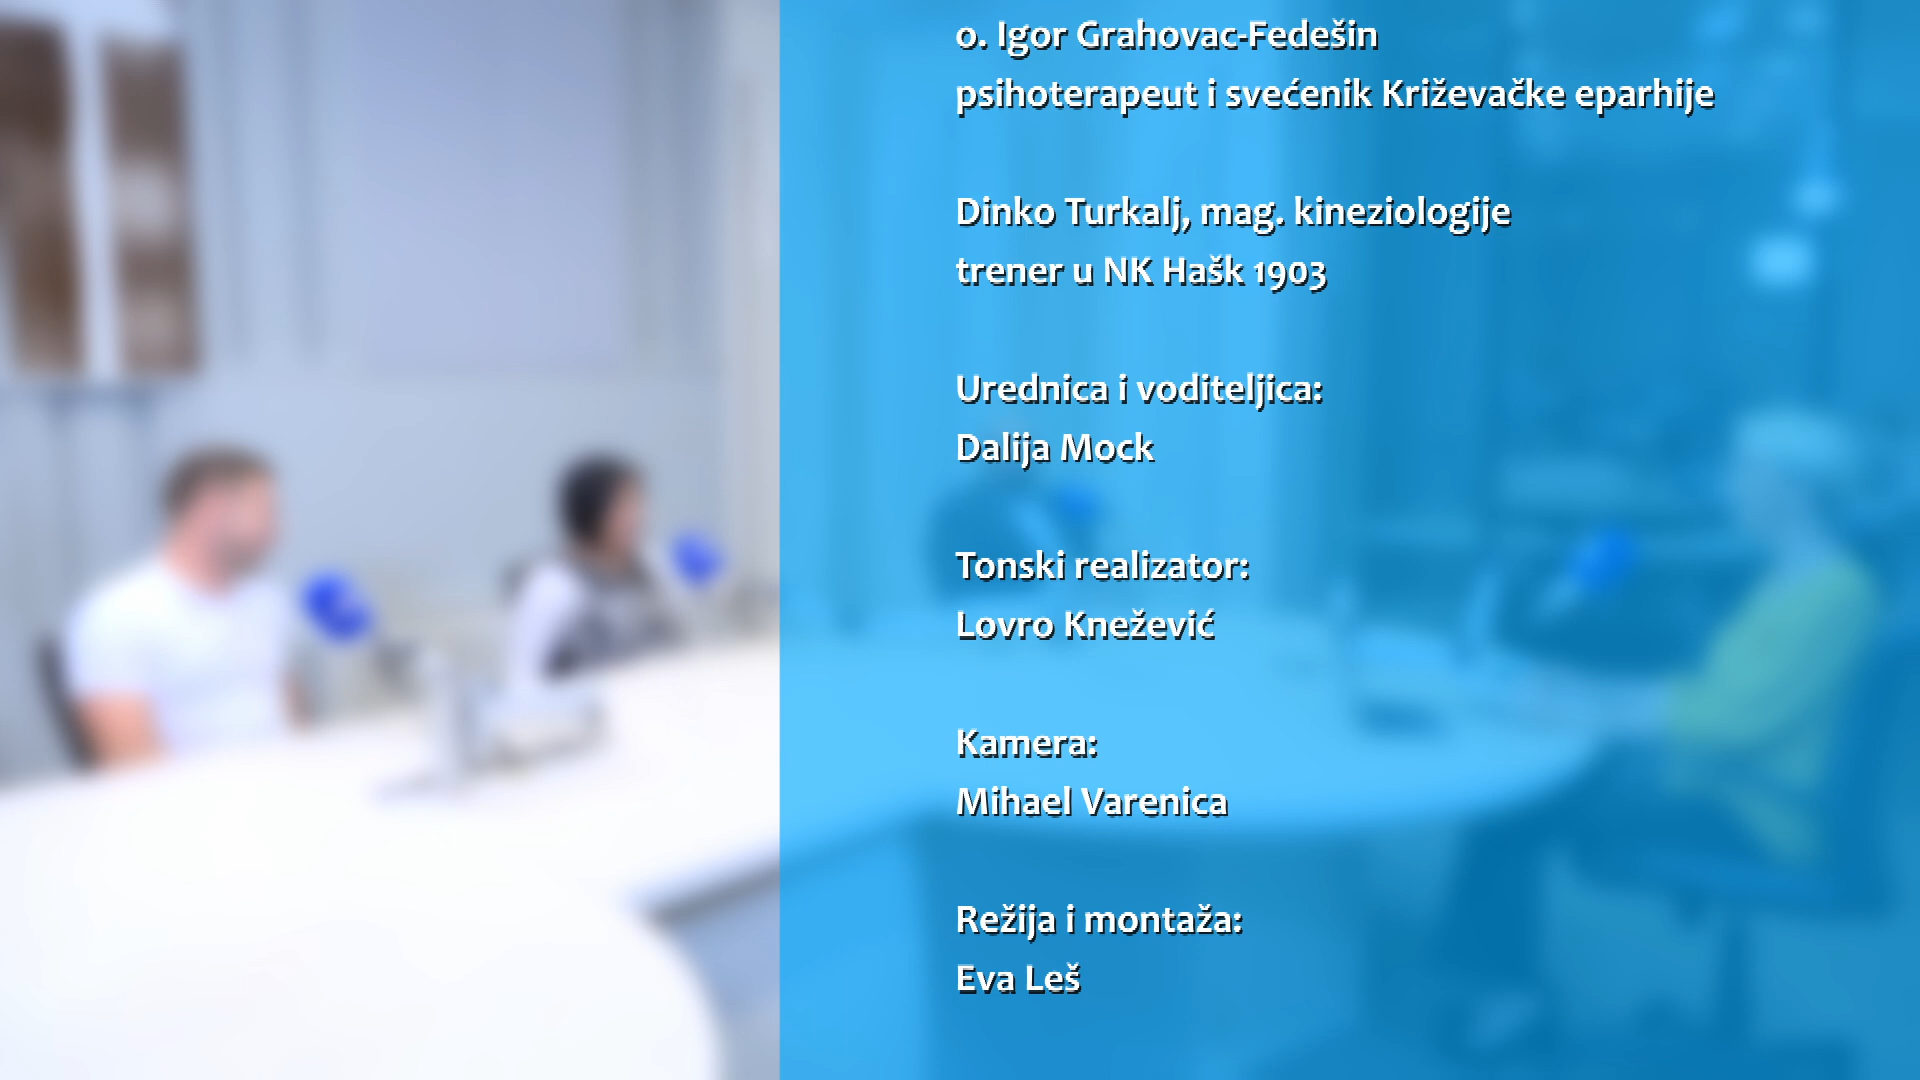 o. Igor Grahovac-Fedešin
psihoterapeut i svećenik Križevačke eparhije
Dinko Turkalj, mag. kineziologije
trener u NK Hašk 1903
Urednica i voditeljica:
Dalija Mock
Tonski realizator:
Lovro Knežević
Kamera:
Mihael Varenica
Režija i montaža:
Eva Leš